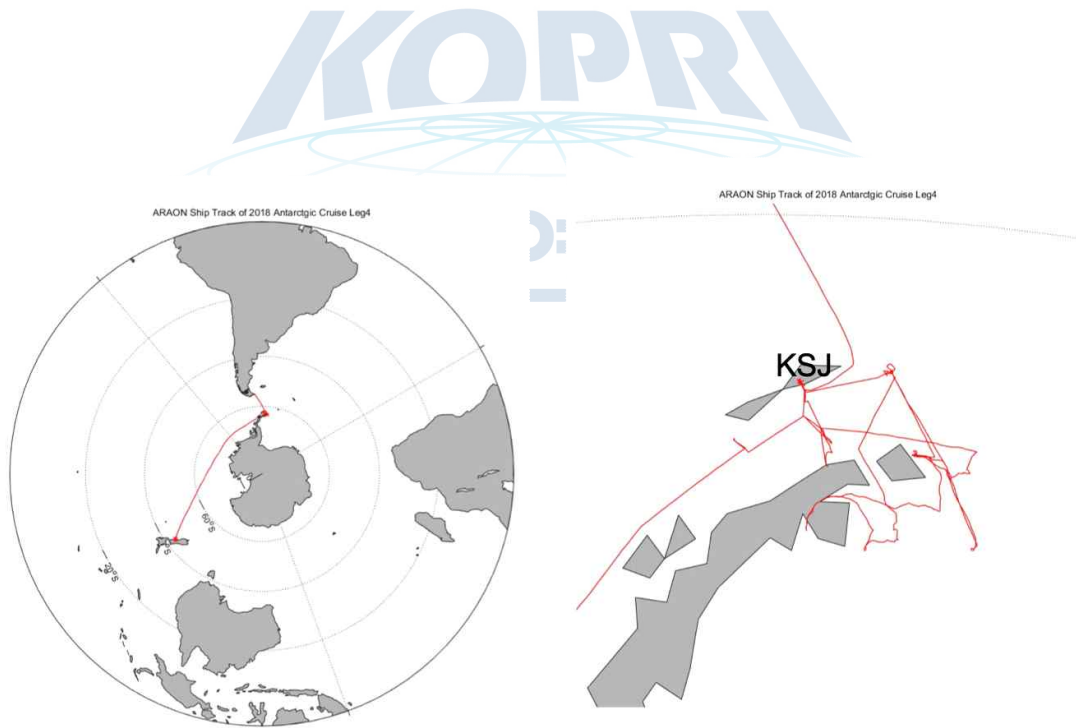 KOPRI
ARAON Ship Track of 2018 Antarctgic Cruise Leg4
ARAON Ship Track of 2018 Antarctgic Cruise Leg4
KSJ
60°S
20°S